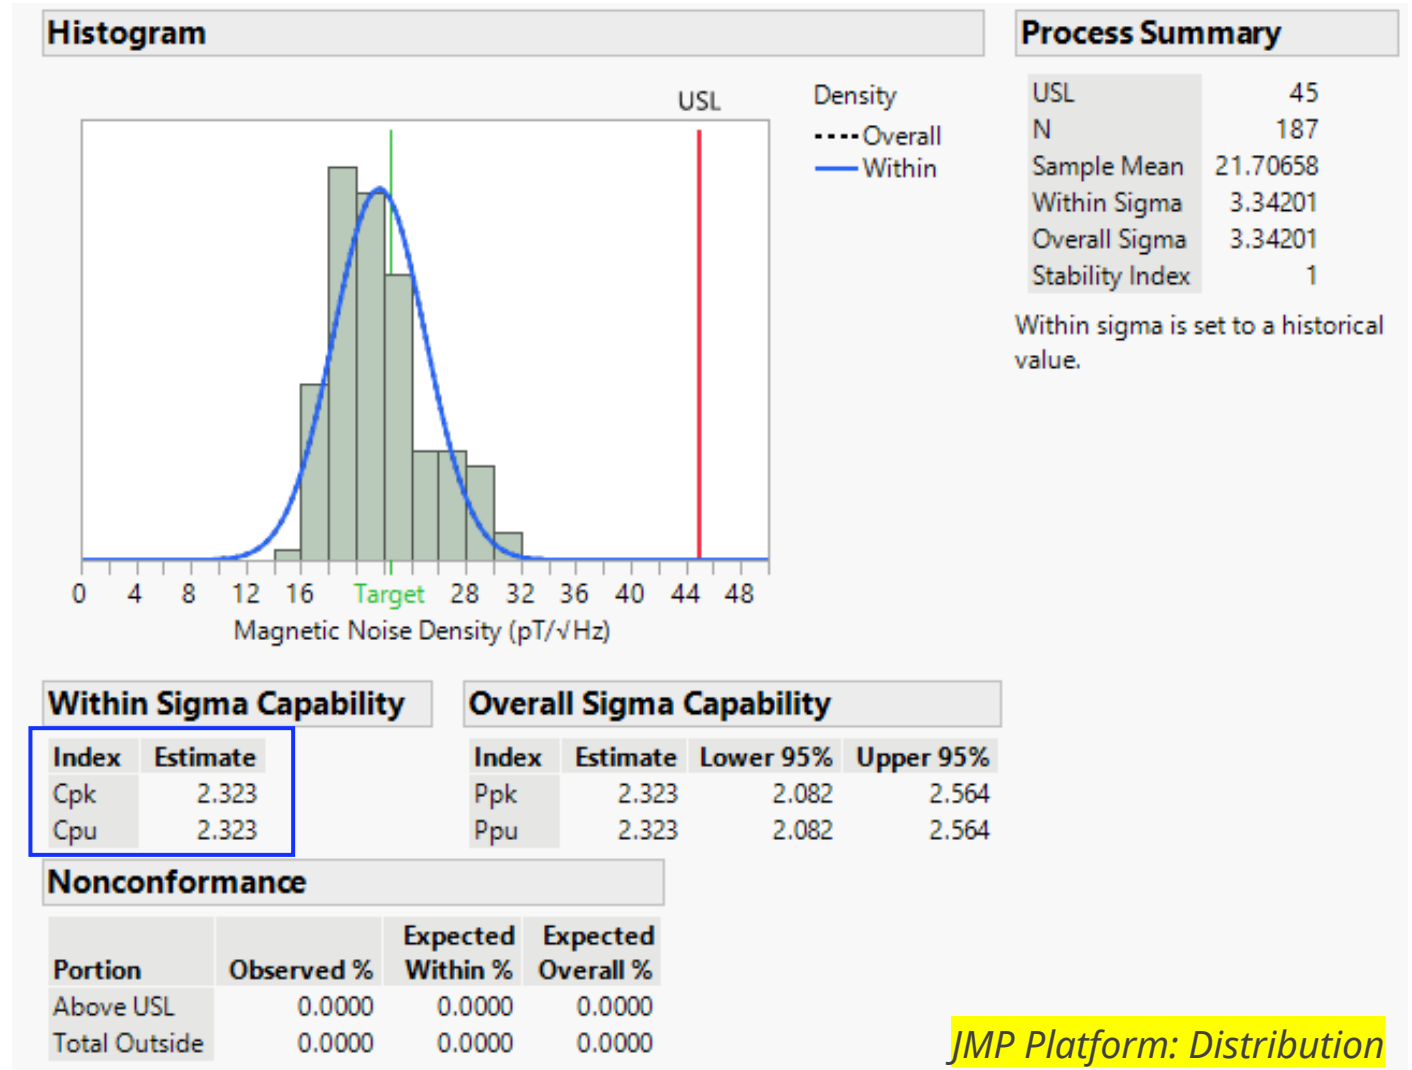 Histogram
USL
Density
Overall
Within
0 4 8 12 16 Target 28 32 36 40 44 48
Magnetic Noise Density (pT/√Hz)
Process Summary
USL 45
N 187
Sample Mean 21.70658
Within Sigma 3.34201
Overall Sigma 3.34201
Stability Index 1
Within sigma is set to a historical
value.
Within Sigma Capability
Index Estimate
Cpk 2.323
Cpu 2.323
Overall Sigma Capability
Index Estimate Lower 95% Upper 95%
Ppk 2.323 2.082 2.564
Ppu 2.323 2.082 2.564
Nonconformance
Expected Expected
Portion Observed % Within % Overall %
Above USL 0.0000 0.0000 0.0000
Total Outside 0.0000 0.0000 0.0000
JMP Platform: Distribution